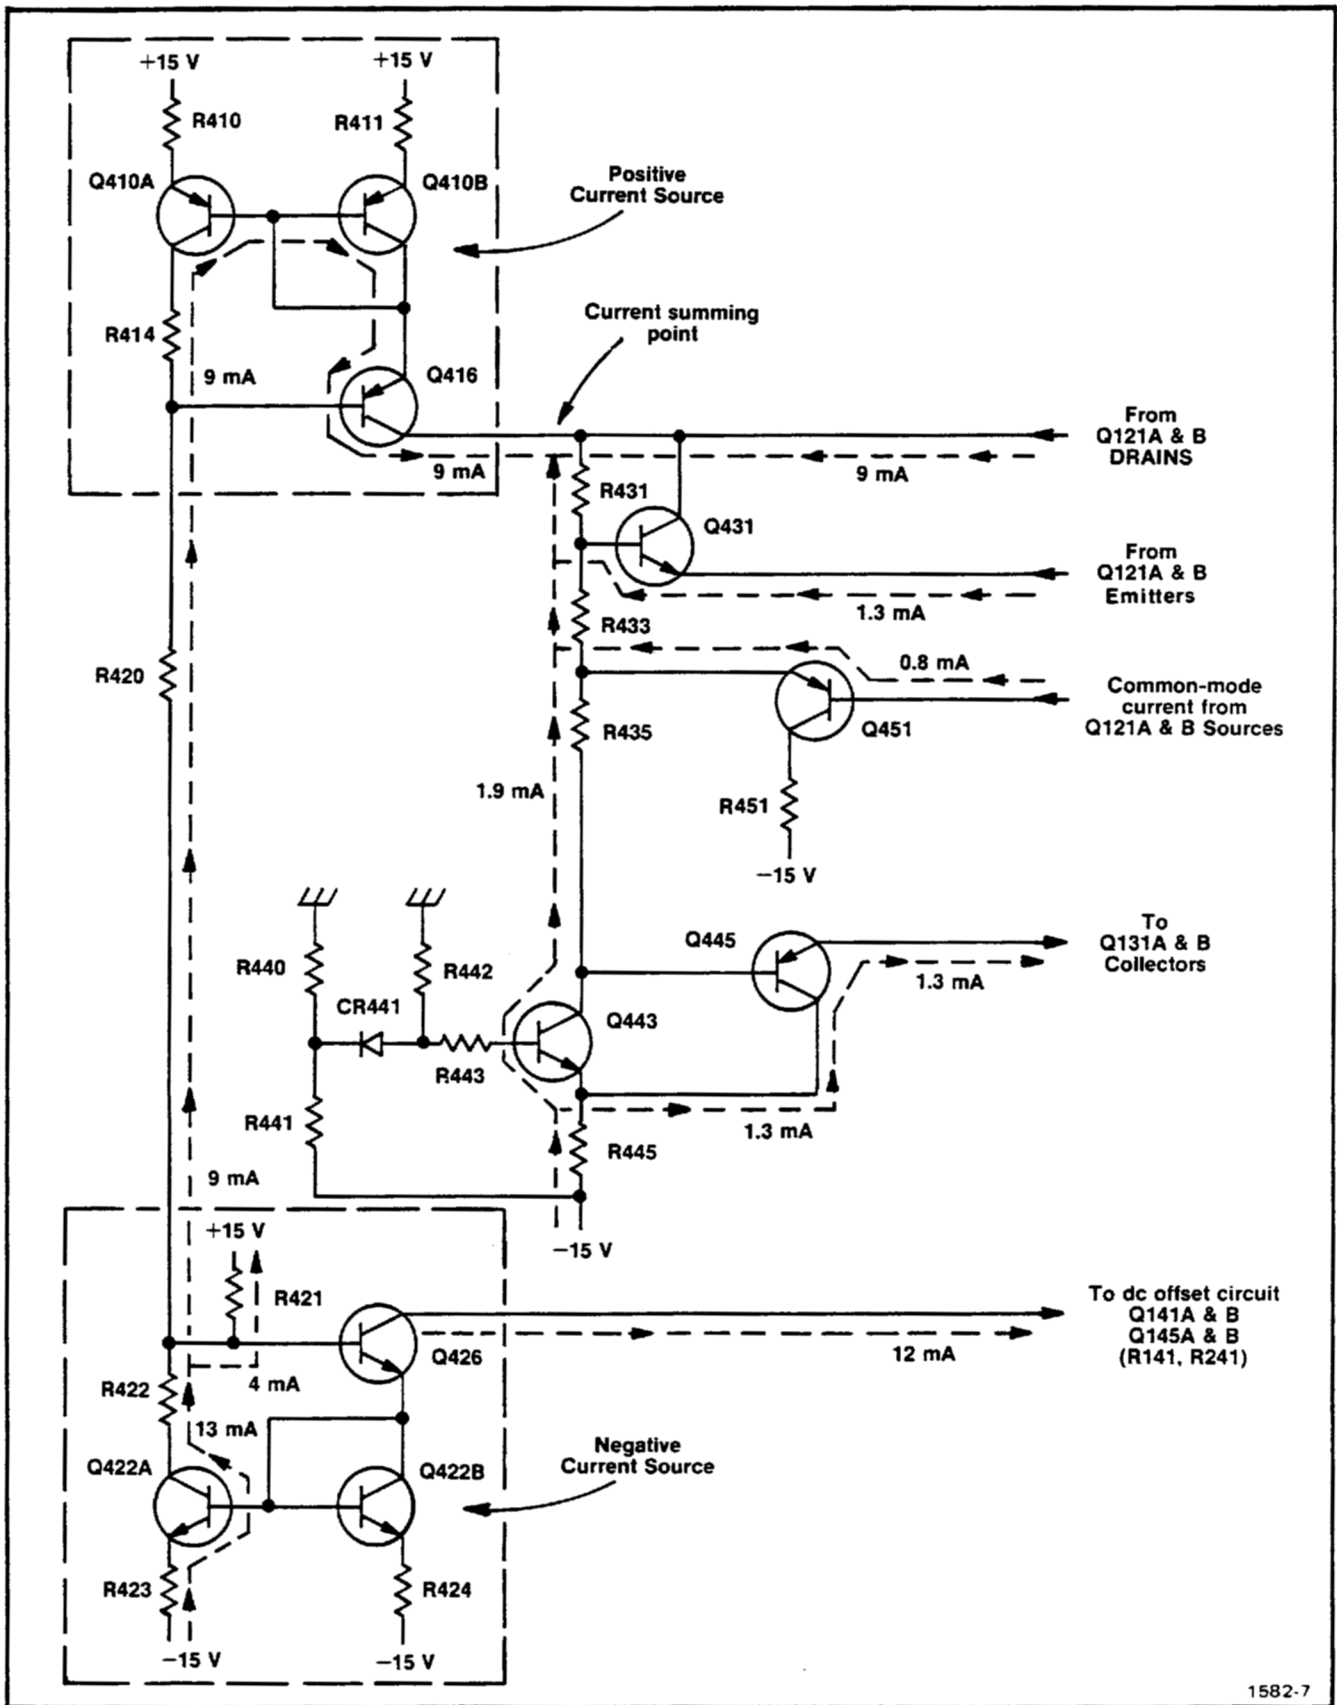 +15 V
+15 V
R410
R411
Q410A
Q410B
Positive
Current Source
R414
Current summing
point
9 mA
Q416
From
Q121A & B
DRAINS
9 mA
9 mA
R431
Q431
From
Q121A & B
Emitters
1.3 mA
R433
R420
0.8 mA
Common-mode
current from
Q121A & B Sources
Q451
R435
1.9 mA
R451
−15 V
To
Q131A & B
Collectors
Q445
R440
R442
1.3 mA
CR441
Q443
R443
R441
1.3 mA
R445
9 mA
+15 V
−15 V
R421
To dc offset circuit
Q141A & B
Q145A & B
(R141, R241)
Q426
12 mA
R422
4 mA
13 mA
Negative
Current Source
Q422A
Q422B
R423
R424
−15 V
−15 V
1582-7